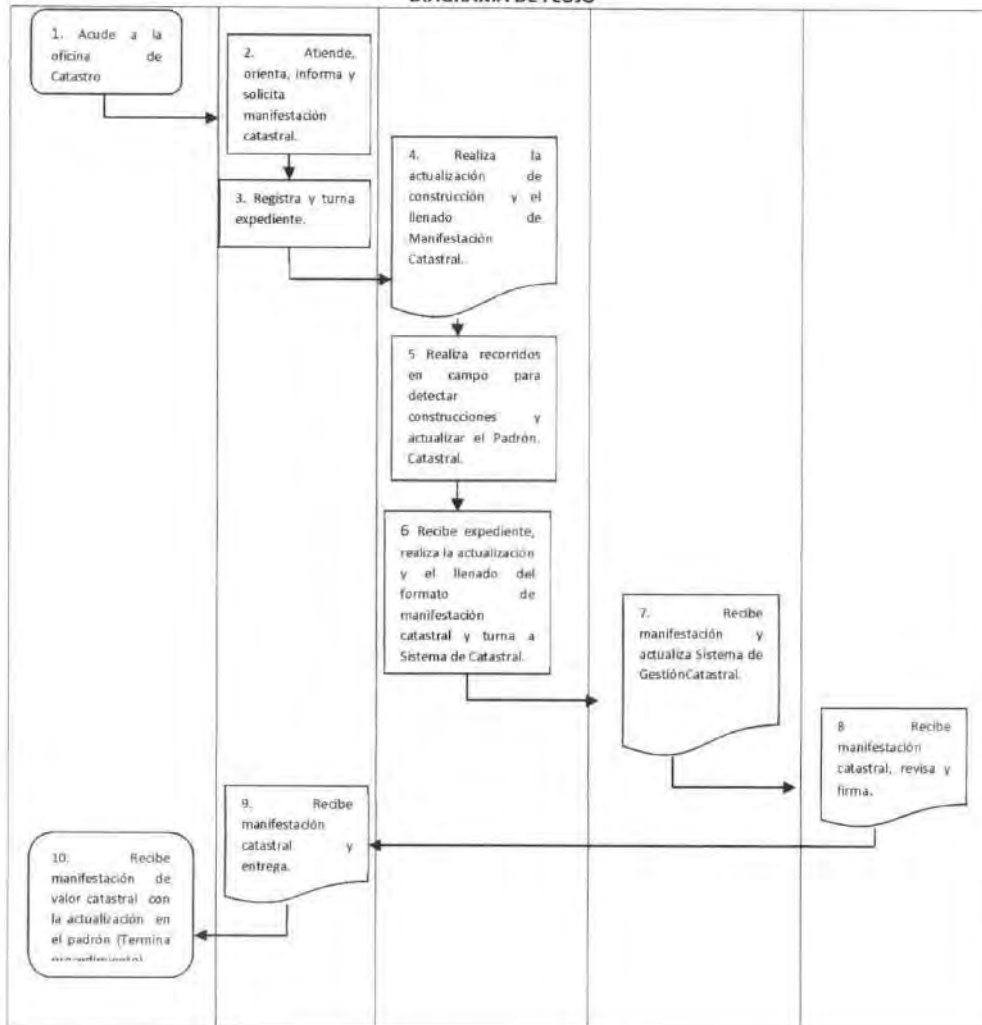 DIAGRAMA DE FLUJO
1. Acude a la
oficina de
Catastro
2. Atiende,
orienta, informa y
solicita
manifestación
catastral.
3. Registra y turna
expediente.
4. Realiza la
actualización de
construcción y el
llenado de
Manifestación
Catastral.
5 Realiza recorridos
en campo para
detectar
construcciones y
actualizar el Padrón.
Catastral.
6 Recibe expediente,
realiza la actualización
y el llenado del
formato de
manifestación
catastral y turna a
Sistema de Catastral.
7. Recibe
manifestación y
actualiza Sistema de
GestiónCatastral.
8 Recibe
manifestación
catastral, revisa y
firma.
9. Recibe
manifestación
catastral y
entrega.
10. Recibe
manifestación de
valor catastral con
la actualización en
el padrón (Termina
procedimiento)